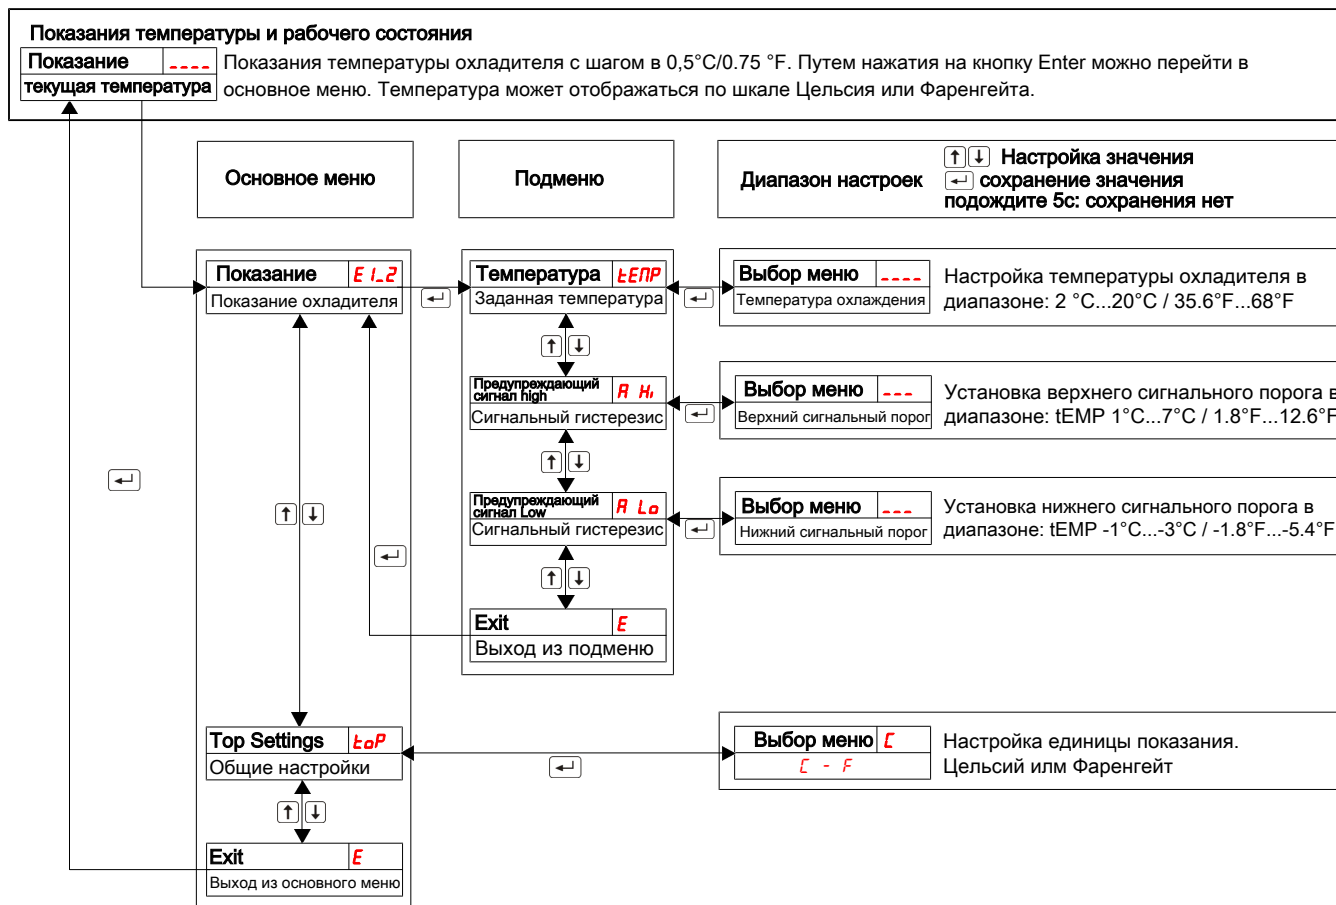 Показания температуры и рабочего состояния
Показание ----
текущая температура
Показания температуры охладителя с шагом в 0,5°C/0.75 °F. Путем нажатия на кнопку Enter можно перейти в
основное меню. Температура может отображаться по шкале Цельсия или Фаренгейта.
Основное меню
Подменю
Диапазон настроек
↑ ↓ Настройка значения
↵ сохранение значения
подождите 5с: сохранения нет
Показание E1_2
Показание охладителя
↵
Температура tEMP
Заданная температура
↵
Выбор меню ----
Температура охлаждения
Настройка температуры охладителя в
диапазоне: 2 °C...20°C / 35.6°F...68°F
↑ ↓
Предупреждающий
сигнал high A Hi
Сигнальный гистерезис
↵
Выбор меню ---
Верхний сигнальный порог
Установка верхнего сигнального порога в
диапазоне: tEMP 1°C...7°C / 1.8°F...12.6°F
↑ ↓
↵
↑ ↓
Предупреждающий
сигнал Low A Lo
Сигнальный гистерезис
↵
Выбор меню ---
Нижний сигнальный порог
Установка нижнего сигнального порога в
диапазоне: tEMP -1°C...-3°C / -1.8°F...-5.4°F
↵
↑ ↓
Exit E
Выход из подменю
Top Settings toP
Общие настройки
↵
Выбор меню C
C - F
Настройка единицы показания.
Цельсий илм Фаренгейт
↑ ↓
Exit E
Выход из основного меню